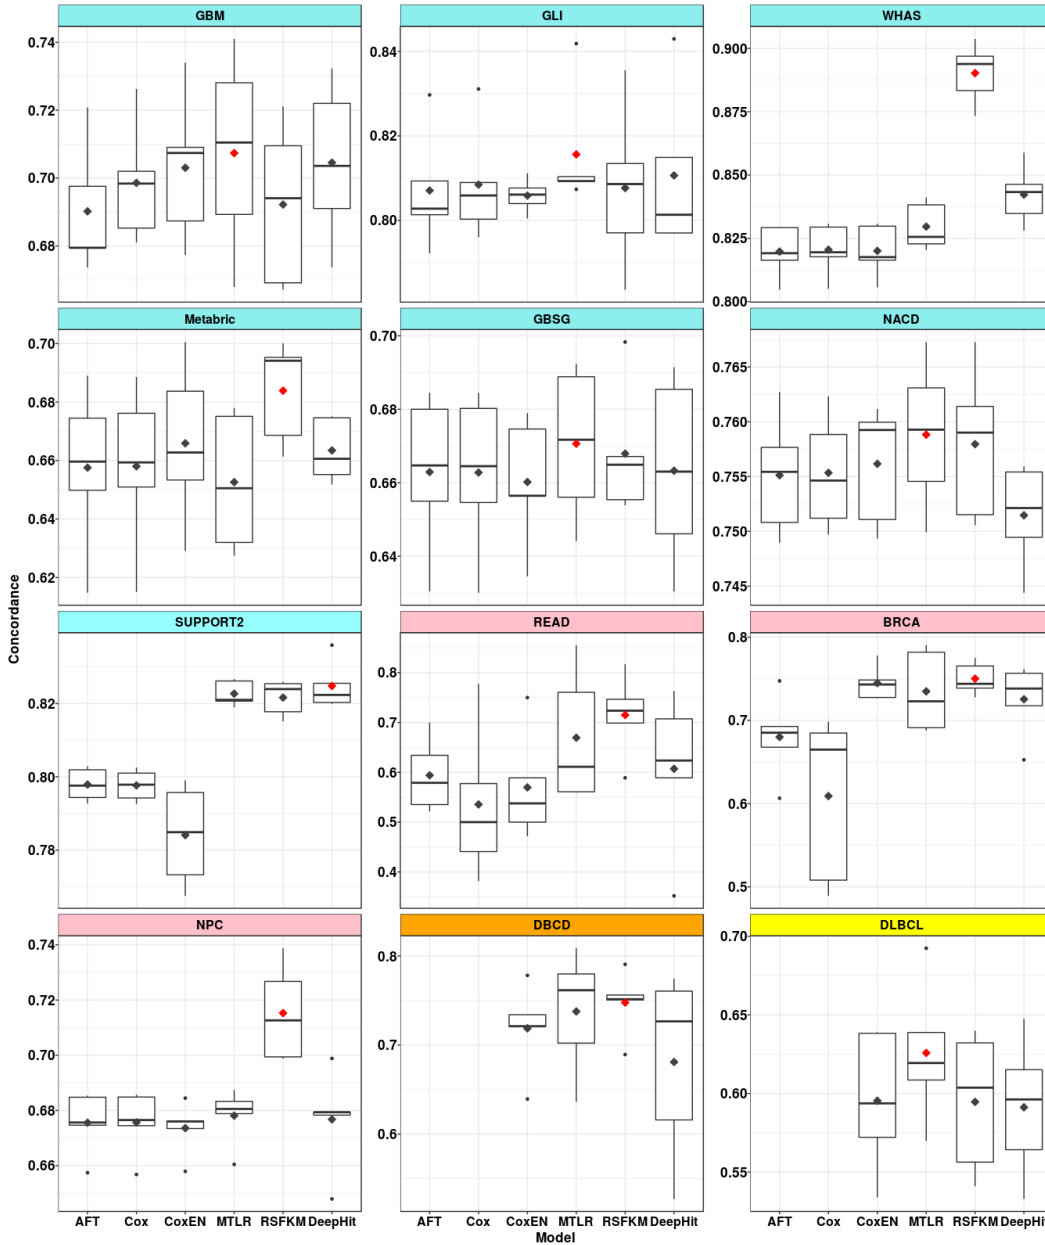 GBM
GLI
WHAS
0.74
0.72
0.70
0.68
0.84
0.82
0.80
0.900
0.875
0.850
0.825
0.800
Metabric
GBSG
NACD
0.70
0.68
0.66
0.64
0.62
0.70
0.68
0.66
0.64
0.765
0.760
0.755
0.750
0.745
Concordance
SUPPORT2
READ
BRCA
0.82
0.80
0.78
0.8
0.7
0.6
0.5
0.4
0.8
0.7
0.6
0.5
NPC
DBCD
DLBCL
0.74
0.72
0.70
0.68
0.66
0.8
0.7
0.6
0.70
0.65
0.60
0.55
AFT Cox CoxEN MTLR RSFKM DeepHit
AFT Cox CoxEN MTLR RSFKM DeepHit
AFT Cox CoxEN MTLR RSFKM DeepHit
Model